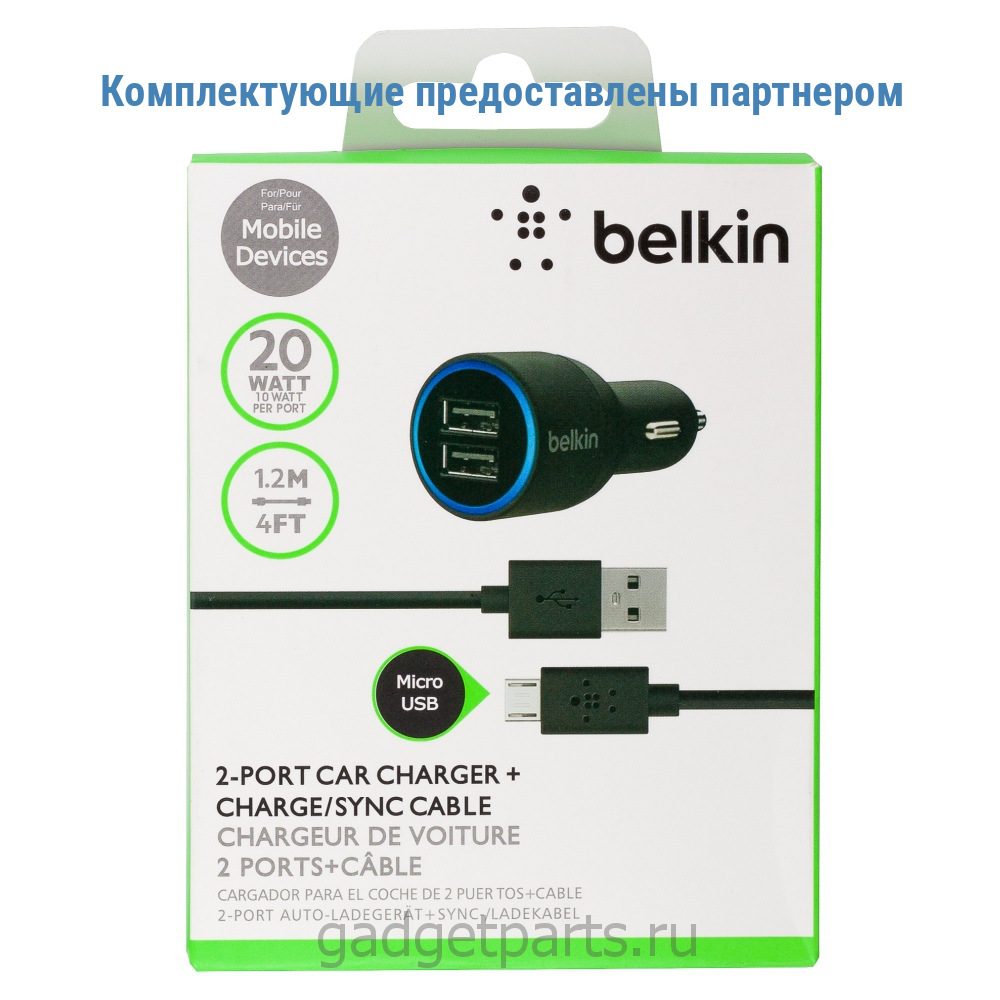 Комплектующие предоставлены партнером
For/Pour
Para/Für
Mobile
Devices
belkin
20
WATT
10 WATT
PER PORT
belkin
1.2M
4FT
Micro
USB
2-PORT CAR CHARGER +
CHARGE/SYNC CABLE
CHARGEUR DE VOITURE
2 PORTS+CÂBLE
CARGADOR PARA EL COCHE DE 2 PUER TOS+CABLE
2-PORT AUTO-LADEGERÄT+SYNC-/LADEKABEL
gadgetparts.ru